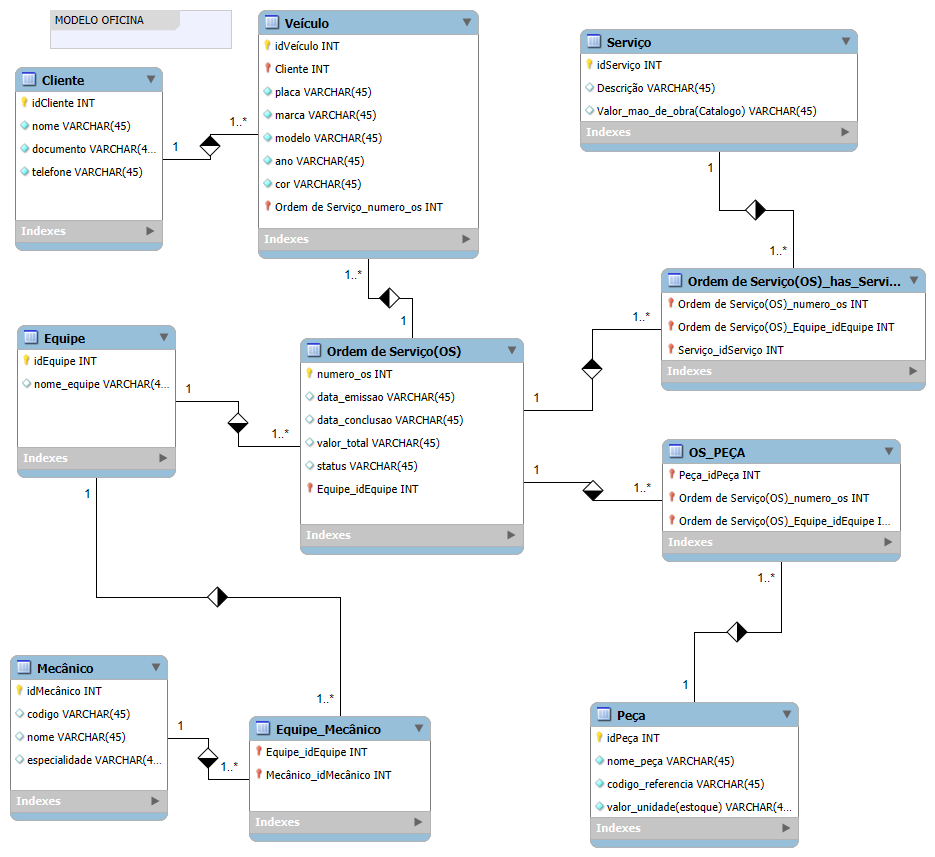 MODELO OFICINA
Cliente
idCliente INT
nome VARCHAR(45)
documento VARCHAR(4...
telefone VARCHAR(45)
Indexes
1
1..*
Veículo
idVeículo INT
Cliente INT
placa VARCHAR(45)
marca VARCHAR(45)
modelo VARCHAR(45)
ano VARCHAR(45)
cor VARCHAR(45)
Ordem de Serviço_numero_os INT
Indexes
1..*
1
Serviço
idServiço INT
Descrição VARCHAR(45)
Valor_mao_de_obra(Catalogo) VARCHAR(45)
Indexes
1
1..*
Ordem de Serviço(OS)_has_Servi...
Ordem de Serviço(OS)_numero_os INT
Ordem de Serviço(OS)_Equipe_idEquipe INT
Serviço_idServiço INT
Indexes
1..*
1
Equipe
idEquipe INT
nome_equipe VARCHAR(4...
Indexes
1
1..*
1
Ordem de Serviço(OS)
numero_os INT
data_emissao VARCHAR(45)
data_conclusao VARCHAR(45)
valor_total VARCHAR(45)
status VARCHAR(45)
Equipe_idEquipe INT
Indexes
1
1..*
OS_PEÇA
Peça_idPeça INT
Ordem de Serviço(OS)_numero_os INT
Ordem de Serviço(OS)_Equipe_idEquipe I...
Indexes
1..*
1
Mecânico
idMecânico INT
codigo VARCHAR(45)
nome VARCHAR(45)
especialidade VARCHAR(4...
Indexes
1
1..*
1..*
Equipe_Mecânico
Equipe_idEquipe INT
Mecânico_idMecânico INT
Indexes
Peça
idPeça INT
nome_peça VARCHAR(45)
codigo_referencia VARCHAR(45)
valor_unidade(estoque) VARCHAR(4...
Indexes